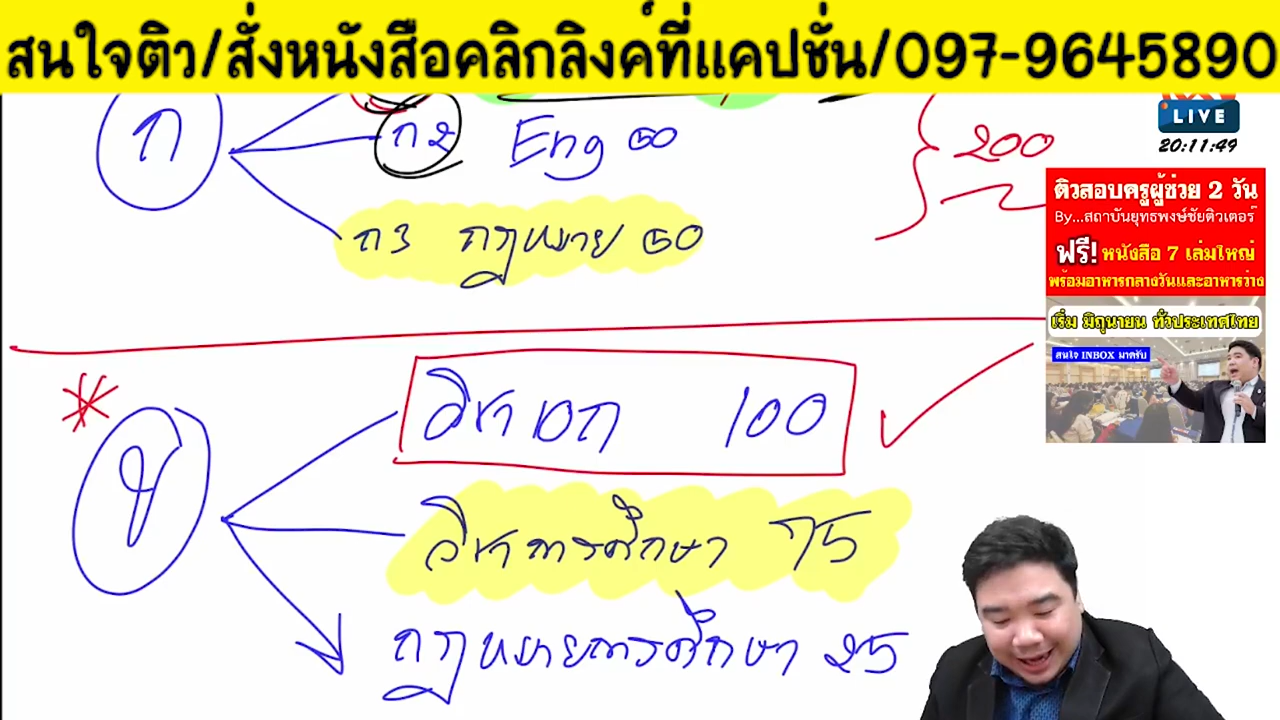 สนใจติว/สั่งหนังสือคลิกลิงค์ที่แคปชั่น/097-9645890
LIVE
20:11:49
ก
ก2 Eng 50
200
ก3 กฎหมาย 50
ติวสอบครูผู้ช่วย 2 วัน
By...สถาบันยุทธพงษ์ชัยติวเตอร์
ฟรี! หนังสือ 7 เล่มใหญ่
พร้อมอาหารกลางวันและอาหารว่าง
เริ่ม มิถุนายน ทั่วประเทศไทย
สนใจ INBOX มาครับ
ข
วิชาเอก 100
วิชาการศึกษา 75
กฎหมายการศึกษา 25